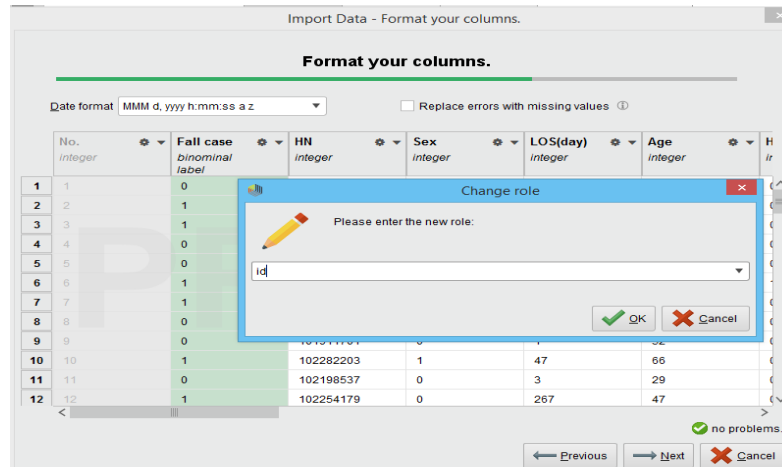 Import Data - Format your columns.
Format your columns.
Date format MMM d, yyyy h:mm:ss a z Replace errors with missing values
No. Fall case HN Sex LOS(day) Age H
integer binominal integer integer integer integer
label
1 1 0
2 2 1
3 3 1
4 4 0
5 5 0
6 6 1
7 7 1
8 8 0
9 9 0
10 10 1 102282203 1 47 66
11 11 0 102198537 0 3 29
12 12 1 102254179 0 267 47
Change role
Please enter the new role:
id
OK Cancel
no problems.
Previous Next Cancel